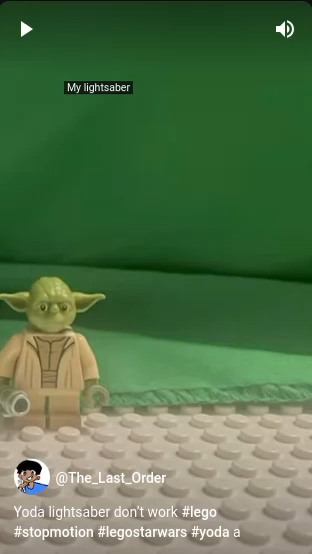 My lightsaber
@The_Last_Order
Yoda lightsaber don't work #lego
#stopmotion #legostarwars #yoda a